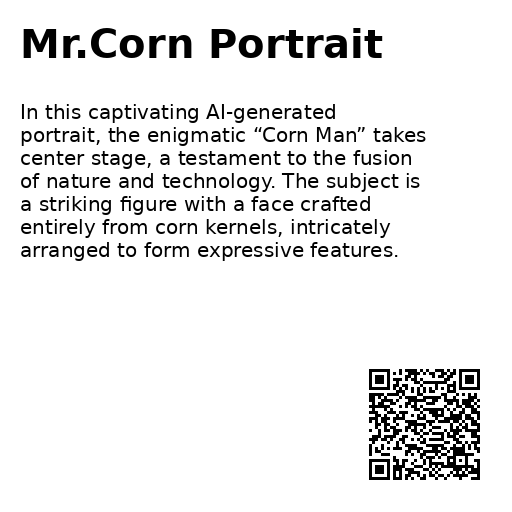 Mr.Corn Portrait
In this captivating AI-generated
portrait, the enigmatic “Corn Man” takes
center stage, a testament to the fusion
of nature and technology. The subject is
a striking figure with a face crafted
entirely from corn kernels, intricately
arranged to form expressive features.